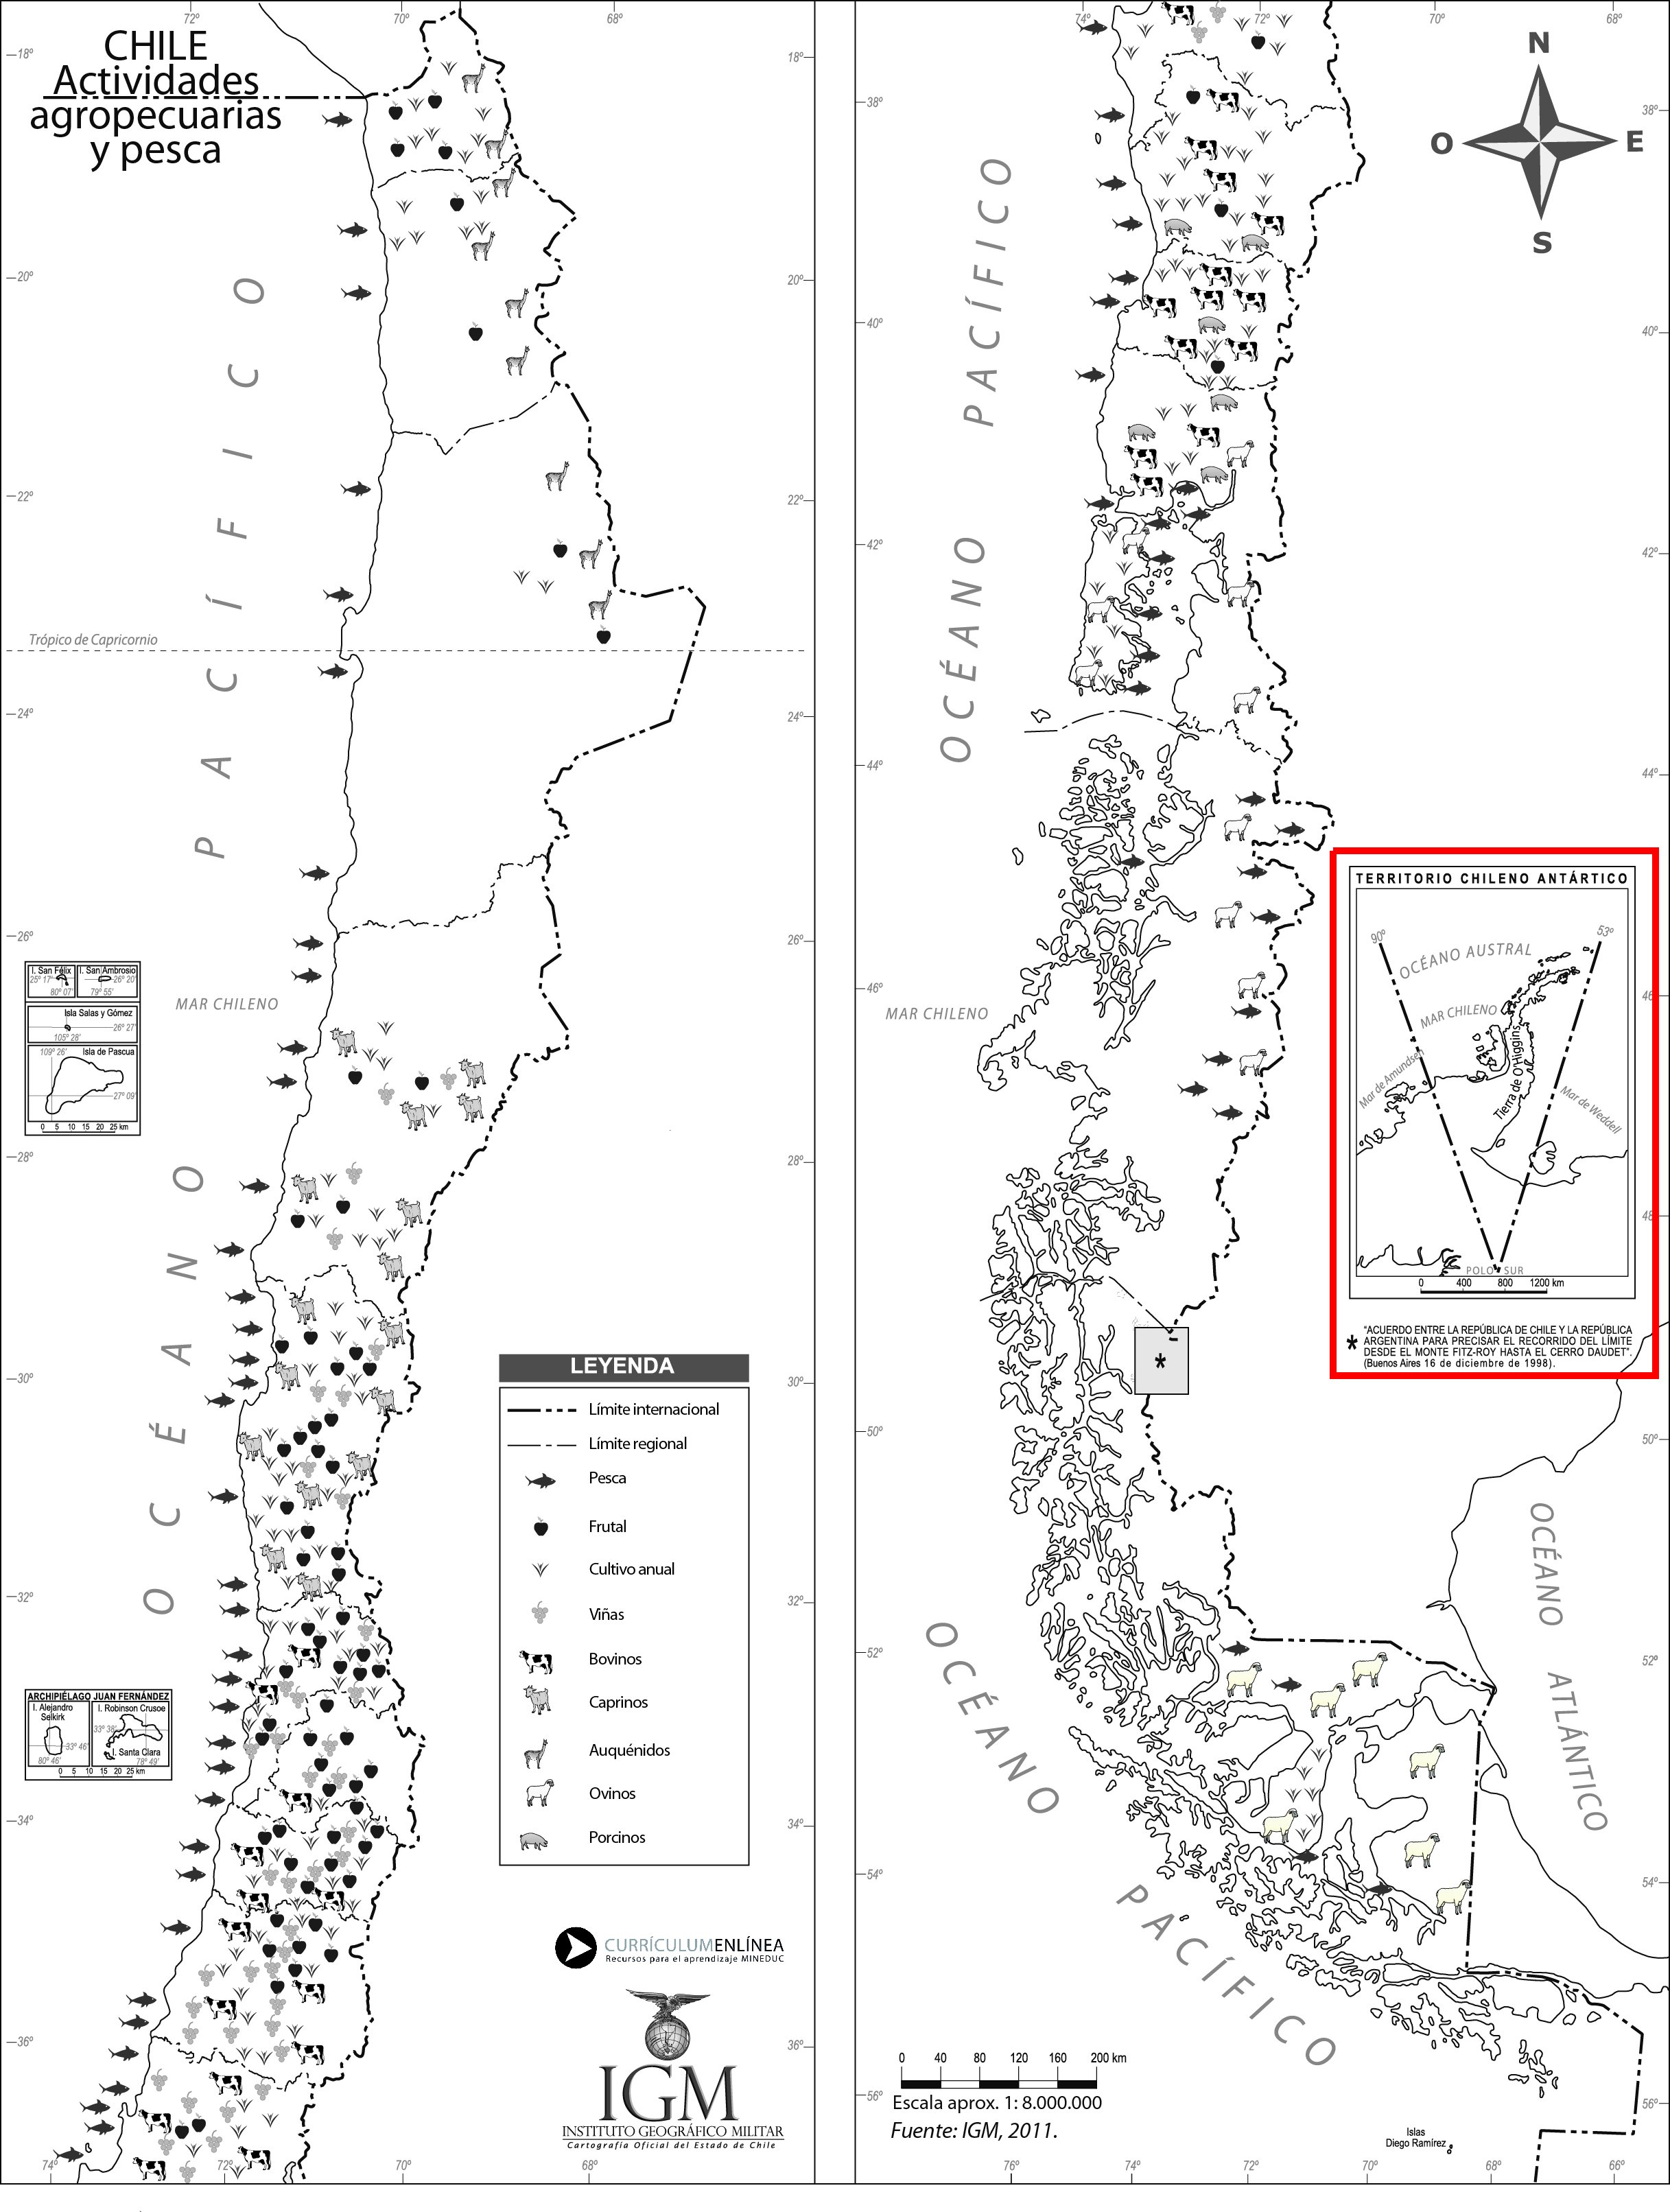 CHILE
Actividades
agropecuarias
y pesca
72º
70º
68º
18º
18º
20º
20º
22º
22º
Trópico de Capricornio
24º
24º
26º
26º
28º
28º
30º
30º
32º
32º
34º
34º
36º
36º
74º
72º
70º
68º
OCÉANO PACÍFICO
MAR CHILENO
I. San Félix
25º 17'
80º 07'
I. San Ambrosio
26º 20'
79º 55'
Isla Salas y Gómez
26º 27'
105º 28'
109º 26'
Isla de Pascua
27º 09'
0 5 10 15 20 25 km
ARCHIPIÉLAGO JUAN FERNÁNDEZ
I. Alejandro
Selkirk
33º 46'
80º 46'
I. Robinson Crusoe
33º 38'
I. Santa Clara
78º 49'
0 5 10 15 20 25 km
LEYENDA
Límite internacional
Límite regional
Pesca
Frutal
Cultivo anual
Viñas
Bovinos
Caprinos
Auquénidos
Ovinos
Porcinos
CURRÍCULUMENLÍNEA
Recursos para el aprendizaje MINEDUC
IGM
INSTITUTO GEOGRÁFICO MILITAR
Cartografía Oficial del Estado de Chile
74º
72º
70º
68º
N
O
E
S
38º
38º
40º
40º
42º
42º
44º
44º
46º
46º
48º
50º
50º
52º
52º
54º
54º
56º
56º
OCÉANO PACÍFICO
MAR CHILENO
TERRITORIO CHILENO ANTÁRTICO
90º
53º
OCÉANO AUSTRAL
MAR CHILENO
Mar de Amundsen
Tierra de O'Higgins
Mar de Weddell
POLO SUR
0 400 800 1200 km
* "ACUERDO ENTRE LA REPÚBLICA DE CHILE Y LA REPÚBLICA
ARGENTINA PARA PRECISAR EL RECORRIDO DEL LÍMITE
DESDE EL MONTE FITZ-ROY HASTA EL CERRO DAUDET".
(Buenos Aires 16 de diciembre de 1998).
*
OCÉANO ATLÁNTICO
OCÉANO PACÍFICO
0 40 80 120 160 200 km
Escala aprox. 1: 8.000.000
Fuente: IGM, 2011.
Islas
Diego Ramírez
76º
74º
72º
70º
68º
66º